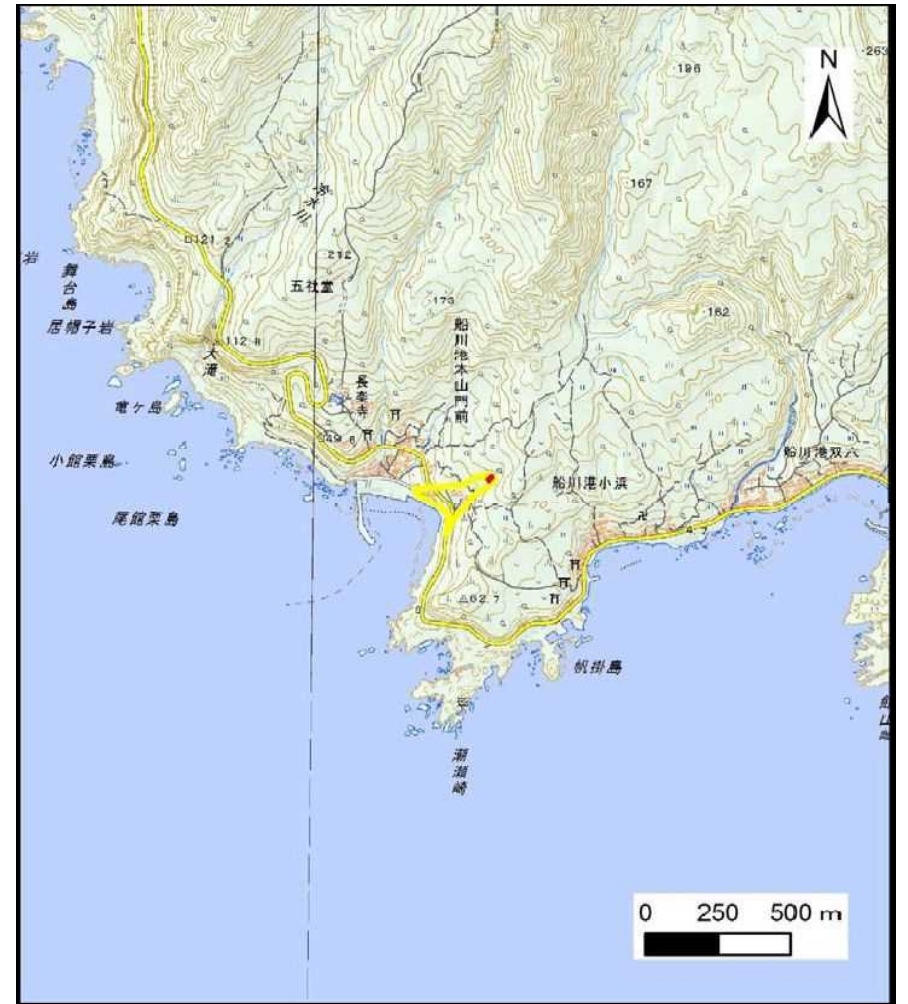 263
N
196
167
岩
121.2
212
舞台島
五社堂
200
173
162
居帽子岩
船川港本山門前
112.8
大滝
長楽寺
竜ケ島
小館栗島
船川港双六
船川港小浜
尾館栗島
62.7
帆掛島
潮瀬崎
0 250 500 m